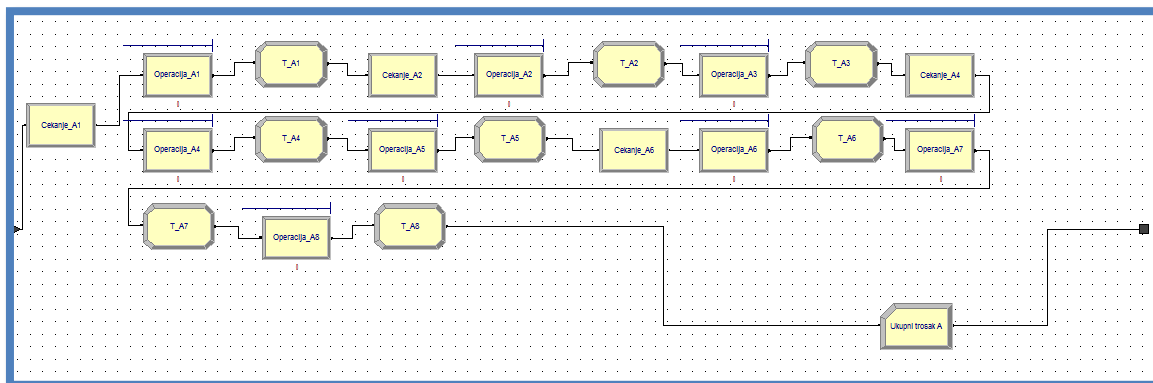 Operacija_A1
T_A1
Cekanje_A2
Operacija_A2
T_A2
Operacija_A3
T_A3
Cekanje_A4
Cekanje_A1
Operacija_A4
T_A4
Operacija_A5
T_A5
Cekanje_A6
Operacija_A6
T_A6
Operacija_A7
T_A7
Operacija_A8
T_A8
Ukupni trosak A